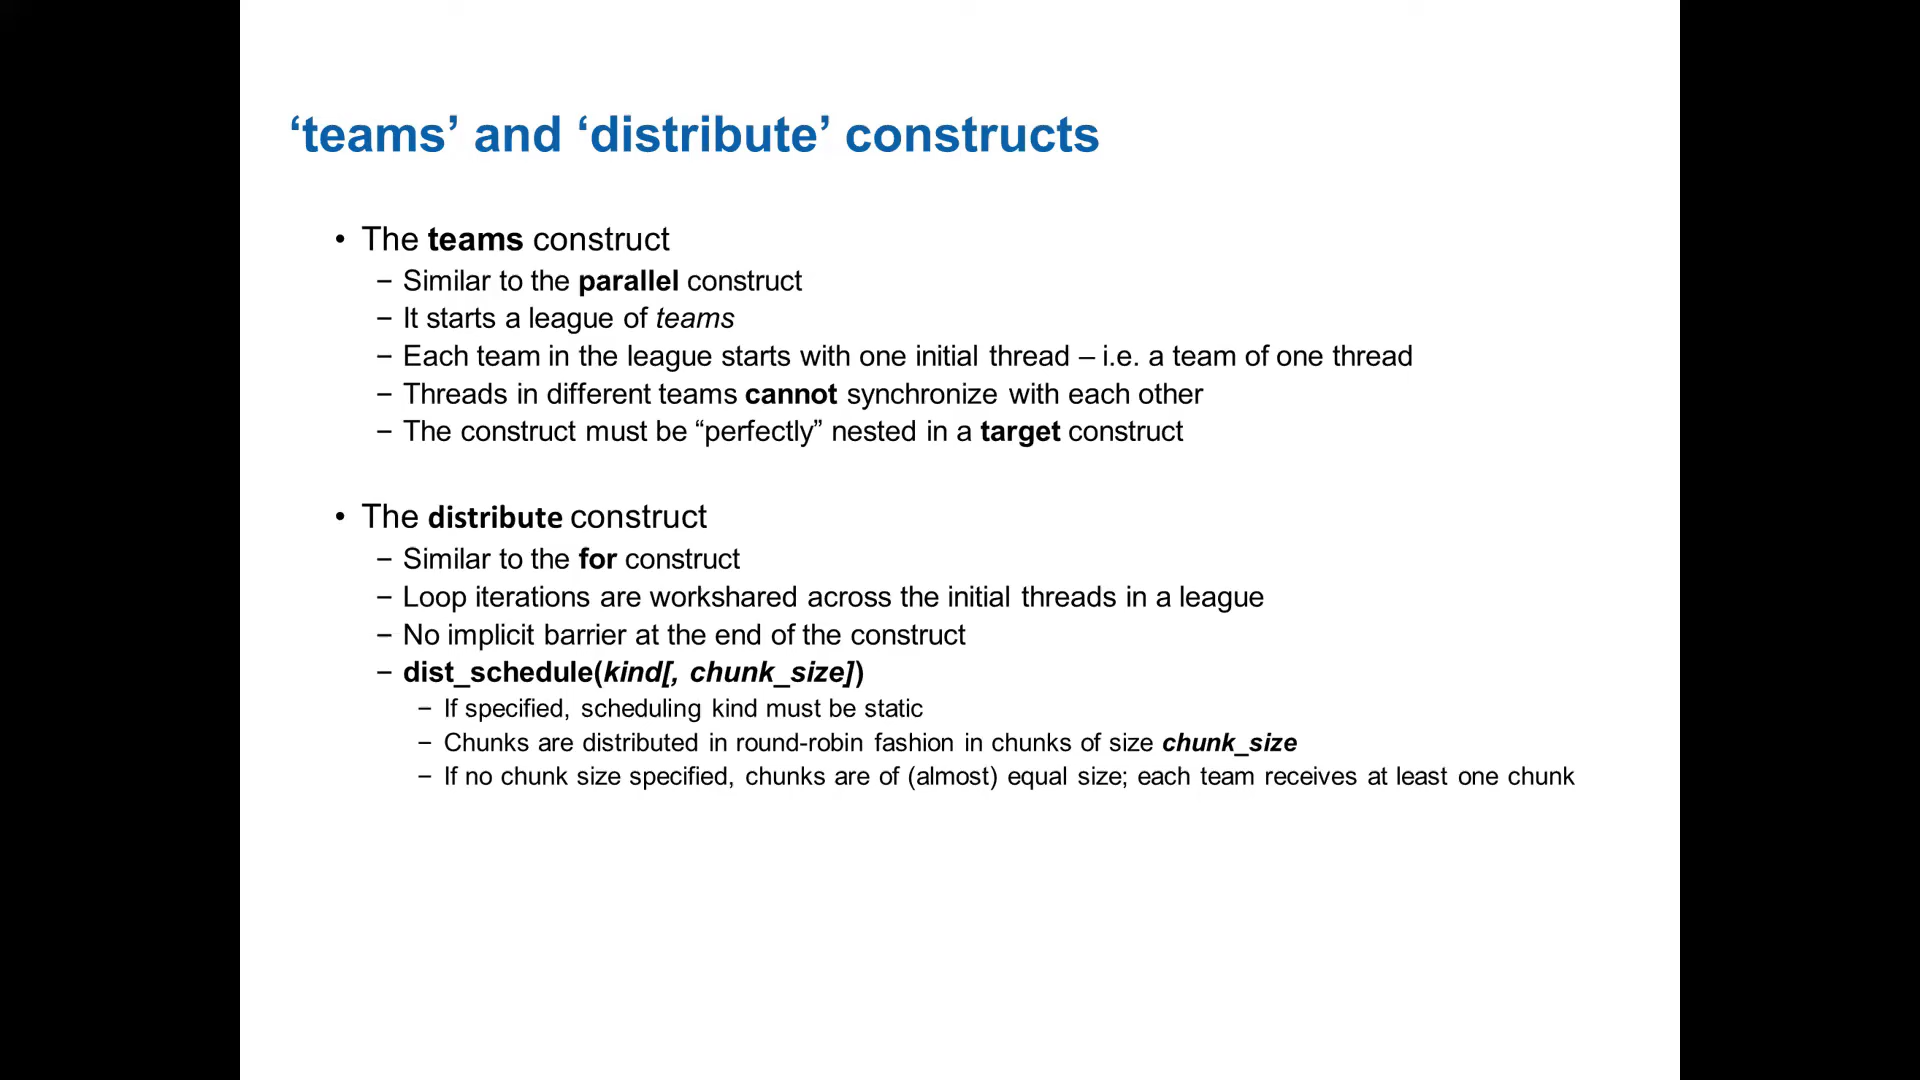 ‘teams’ and ‘distribute’ constructs
• The teams construct
– Similar to the parallel construct
– It starts a league of teams
– Each team in the league starts with one initial thread – i.e. a team of one thread
– Threads in different teams cannot synchronize with each other
– The construct must be “perfectly” nested in a target construct
• The distribute construct
– Similar to the for construct
– Loop iterations are workshared across the initial threads in a league
– No implicit barrier at the end of the construct
– dist_schedule(kind[, chunk_size])
– If specified, scheduling kind must be static
– Chunks are distributed in round-robin fashion in chunks of size chunk_size
– If no chunk size specified, chunks are of (almost) equal size; each team receives at least one chunk